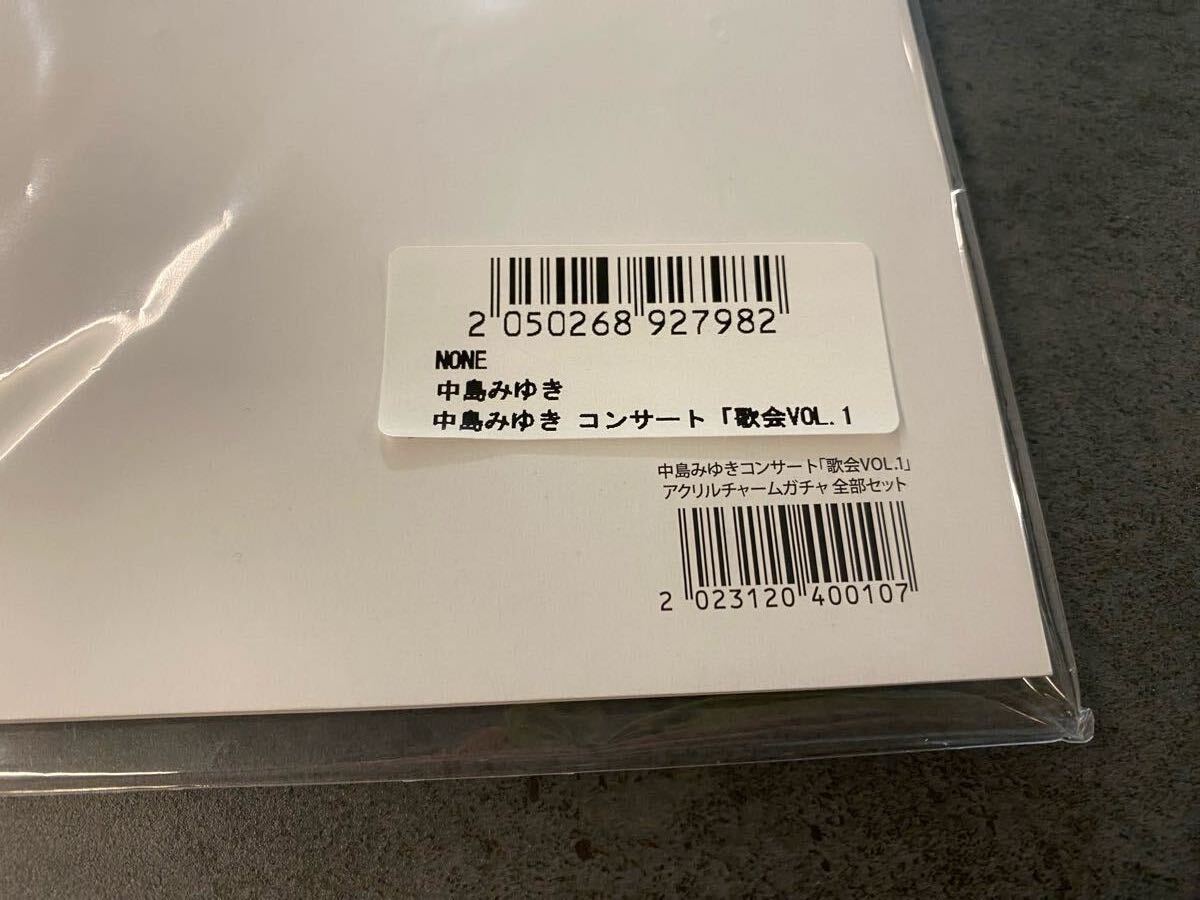 2 050268 927982
NONE
中島みゆき
中島みゆき コンサート「歌会VOL.1
中島みゆきコンサート「歌会VOL.1」
アクリルチャームガチャ 全部セット
2 023120 400107